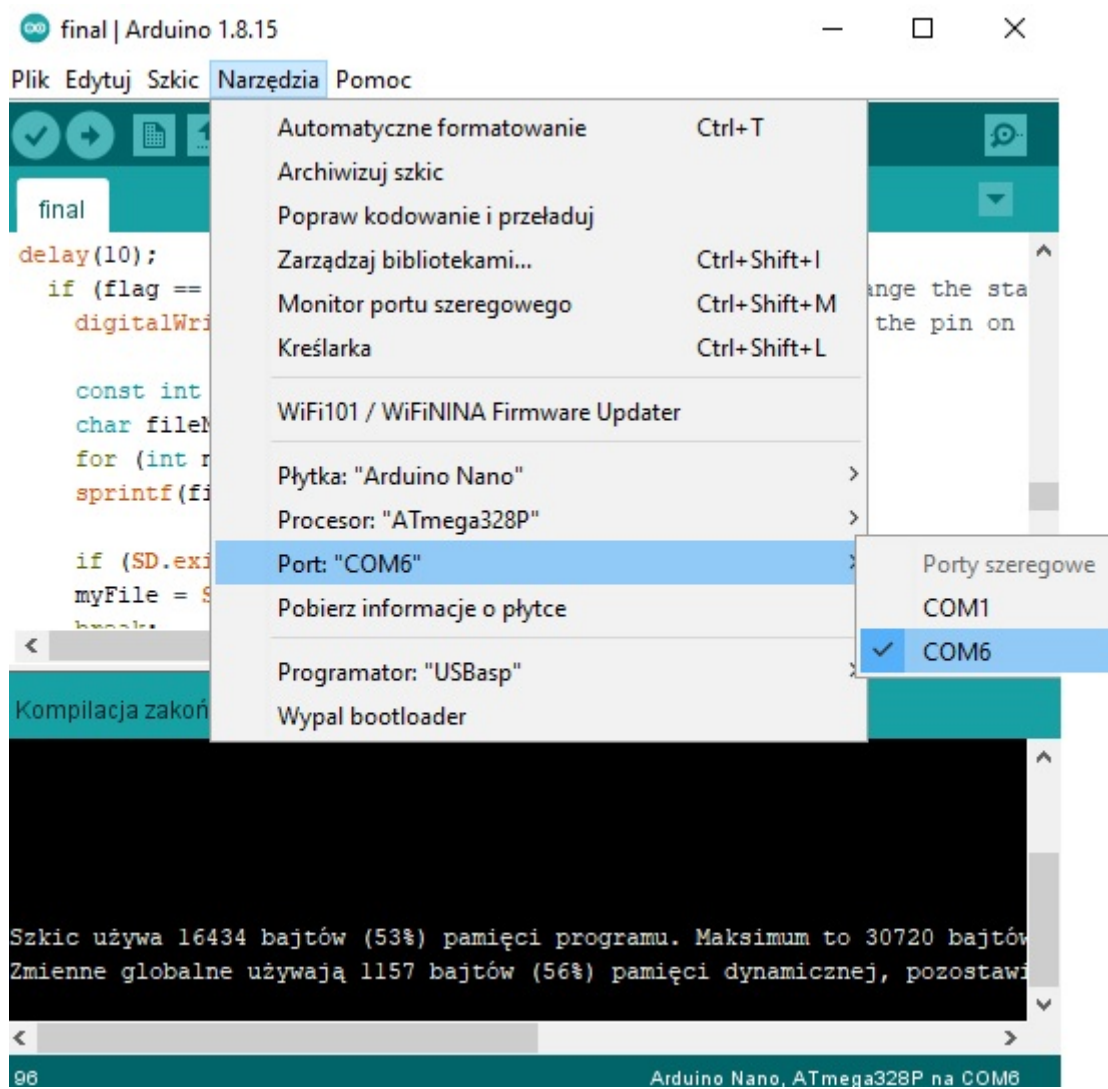 final | Arduino 1.8.15
Plik Edytuj Szkic Narzędzia Pomoc
final
Automatyczne formatowanie Ctrl+T
Archiwizuj szkic
Popraw kodowanie i przeładuj
Zarządzaj bibliotekami... Ctrl+Shift+I
Monitor portu szeregowego Ctrl+Shift+M
Kreślarka Ctrl+Shift+L
WiFi101 / WiFiNINA Firmware Updater
Płytka: "Arduino Nano"
Procesor: "ATmega328P"
Port: "COM6"
Pobierz informacje o płytce
Programator: "USBasp"
Wypal bootloader
Porty szeregowe
COM1
COM6
delay(10);
if (flag ==
ange the sta
digitalWri
the pin on
const int
char fileN
for (int n
sprintf(fi
if (SD.exi
myFile = S
Kompilacja zakoń
Szkic używa 16434 bajtów (53%) pamięci programu. Maksimum to 30720 bajtów
Zmienne globalne używają 1157 bajtów (56%) pamięci dynamicznej, pozostawi
96 Arduino Nano, ATmega328P na COM6